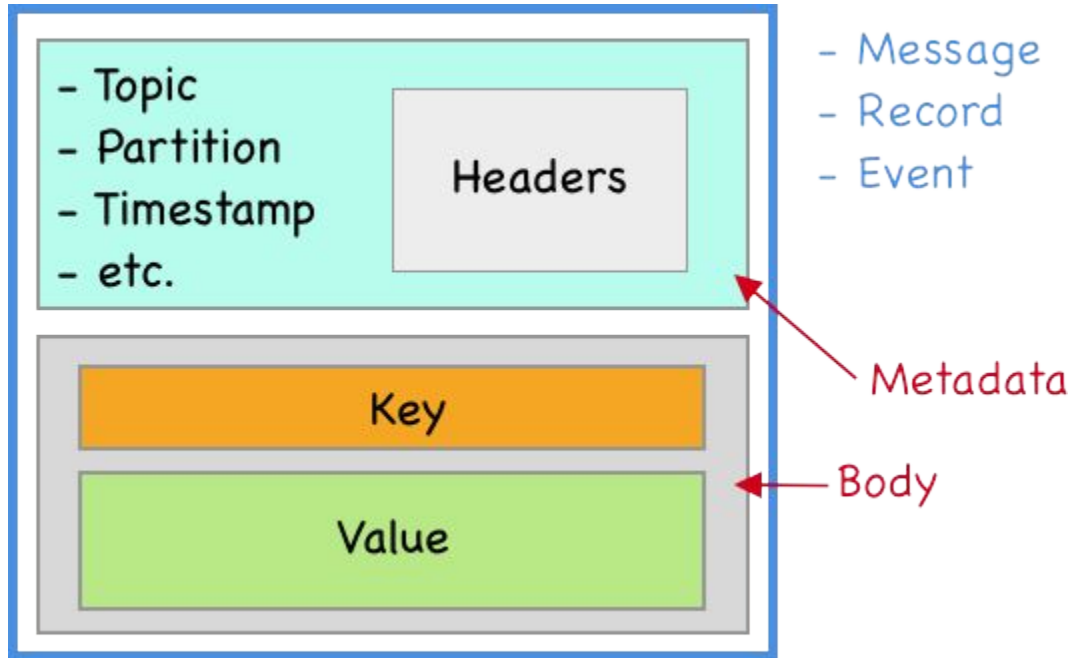 - Topic
- Partition
- Timestamp
- etc.
Headers
- Message
- Record
- Event
Metadata
Key
Body
Value